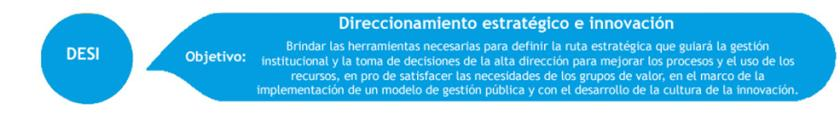 Direccionamiento estratégico e innovación
DESI
Objetivo:
Brindar las herramientas necesarias para definir la ruta estratégica que guiará la gestión
institucional y la toma de decisiones de la alta dirección para mejorar los procesos y el uso de los
recursos, en pro de satisfacer las necesidades de los grupos de valor, en el marco de la
implementación de un modelo de gestión pública y con el desarrollo de la cultura de la innovación.